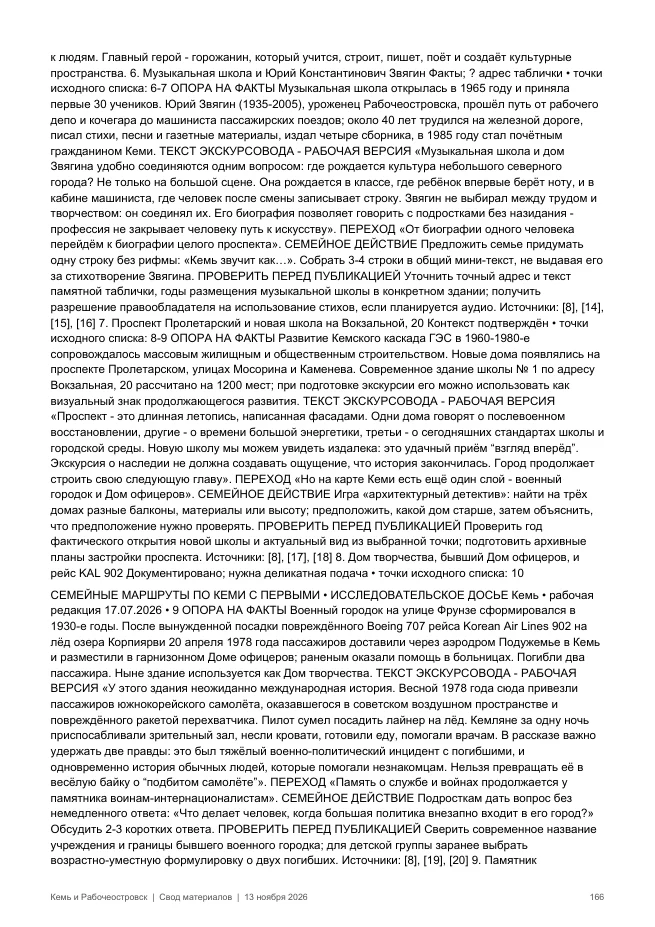 к людям. Главный герой - горожанин, который учится, строит, пишет, поёт и создаёт культурные
пространства. 6. Музыкальная школа и Юрий Константинович Звягин Факты; ? адрес таблички • точки
исходного списка: 6-7 ОПОРА НА ФАКТЫ Музыкальная школа открылась в 1965 году и приняла
первые 30 учеников. Юрий Звягин (1935-2005), уроженец Рабочеостровска, прошёл путь от рабочего
депо и кочегара до машиниста пассажирских поездов; около 40 лет трудился на железной дороге,
писал стихи, песни и газетные материалы, издал четыре сборника, в 1985 году стал почётным
гражданином Кеми. ТЕКСТ ЭКСКУРСОВОДА - РАБОЧАЯ ВЕРСИЯ «Музыкальная школа и дом
Звягина удобно соединяются одним вопросом: где рождается культура небольшого северного
города? Не только на большой сцене. Она рождается в классе, где ребёнок впервые берёт ноту, и в
кабине машиниста, где человек после смены записывает строку. Звягин не выбирал между трудом и
творчеством: он соединял их. Его биография позволяет говорить с подростками без назидания -
профессия не закрывает человеку путь к искусству». ПЕРЕХОД «От биографии одного человека
перейдём к биографии целого проспекта». СЕМЕЙНОЕ ДЕЙСТВИЕ Предложить семье придумать
одну строку без рифмы: «Кемь звучит как…». Собрать 3-4 строки в общий мини-текст, не выдавая его
за стихотворение Звягина. ПРОВЕРИТЬ ПЕРЕД ПУБЛИКАЦИЕЙ Уточнить точный адрес и текст
памятной таблички, годы размещения музыкальной школы в конкретном здании; получить
разрешение правообладателя на использование стихов, если планируется аудио. Источники: [8], [14],
[15], [16] 7. Проспект Пролетарский и новая школа на Вокзальной, 20 Контекст подтверждён • точки
исходного списка: 8-9 ОПОРА НА ФАКТЫ Развитие Кемского каскада ГЭС в 1960-1980-е
сопровождалось массовым жилищным и общественным строительством. Новые дома появлялись на
проспекте Пролетарском, улицах Мосорина и Каменева. Современное здание школы № 1 по адресу
Вокзальная, 20 рассчитано на 1200 мест; при подготовке экскурсии его можно использовать как
визуальный знак продолжающегося развития. ТЕКСТ ЭКСКУРСОВОДА - РАБОЧАЯ ВЕРСИЯ
«Проспект - это длинная летопись, написанная фасадами. Одни дома говорят о послевоенном
восстановлении, другие - о времени большой энергетики, третьи - о сегодняшних стандартах школы и
городской среды. Новую школу мы можем увидеть издалека: это удачный приём “взгляд вперёд”.
Экскурсия о наследии не должна создавать ощущение, что история закончилась. Город продолжает
строить свою следующую главу». ПЕРЕХОД «Но на карте Кеми есть ещё один слой - военный
городок и Дом офицеров». СЕМЕЙНОЕ ДЕЙСТВИЕ Игра «архитектурный детектив»: найти на трёх
домах разные балконы, материалы или высоту; предположить, какой дом старше, затем объяснить,
что предположение нужно проверять. ПРОВЕРИТЬ ПЕРЕД ПУБЛИКАЦИЕЙ Проверить год
фактического открытия новой школы и актуальный вид из выбранной точки; подготовить архивные
планы застройки проспекта. Источники: [8], [17], [18] 8. Дом творчества, бывший Дом офицеров, и
рейс KAL 902 Документировано; нужна деликатная подача • точки исходного списка: 10
СЕМЕЙНЫЕ МАРШРУТЫ ПО КЕМИ С ПЕРВЫМИ • ИССЛЕДОВАТЕЛЬСКОЕ ДОСЬЕ Кемь • рабочая
редакция 17.07.2026 • 9 ОПОРА НА ФАКТЫ Военный городок на улице Фрунзе сформировался в
1930-е годы. После вынужденной посадки повреждённого Boeing 707 рейса Korean Air Lines 902 на
лёд озера Корпиярви 20 апреля 1978 года пассажиров доставили через аэродром Подужемье в Кемь
и разместили в гарнизонном Доме офицеров; раненым оказали помощь в больницах. Погибли два
пассажира. Ныне здание используется как Дом творчества. ТЕКСТ ЭКСКУРСОВОДА - РАБОЧАЯ
ВЕРСИЯ «У этого здания неожиданно международная история. Весной 1978 года сюда привезли
пассажиров южнокорейского самолёта, оказавшегося в советском воздушном пространстве и
повреждённого ракетой перехватчика. Пилот сумел посадить лайнер на лёд. Кемляне за одну ночь
приспосабливали зрительный зал, несли кровати, готовили еду, помогали врачам. В рассказе важно
удержать две правды: это был тяжёлый военно-политический инцидент с погибшими, и
одновременно история обычных людей, которые помогали незнакомцам. Нельзя превращать её в
весёлую байку о “подбитом самолёте”». ПЕРЕХОД «Память о службе и войнах продолжается у
памятника воинам-интернационалистам». СЕМЕЙНОЕ ДЕЙСТВИЕ Подросткам дать вопрос без
немедленного ответа: «Что делает человек, когда большая политика внезапно входит в его город?»
Обсудить 2-3 коротких ответа. ПРОВЕРИТЬ ПЕРЕД ПУБЛИКАЦИЕЙ Сверить современное название
учреждения и границы бывшего военного городка; для детской группы заранее выбрать
возрастно-уместную формулировку о двух погибших. Источники: [8], [19], [20] 9. Памятник
Кемь и Рабочеостровск | Свод материалов | 13 ноября 2026
166